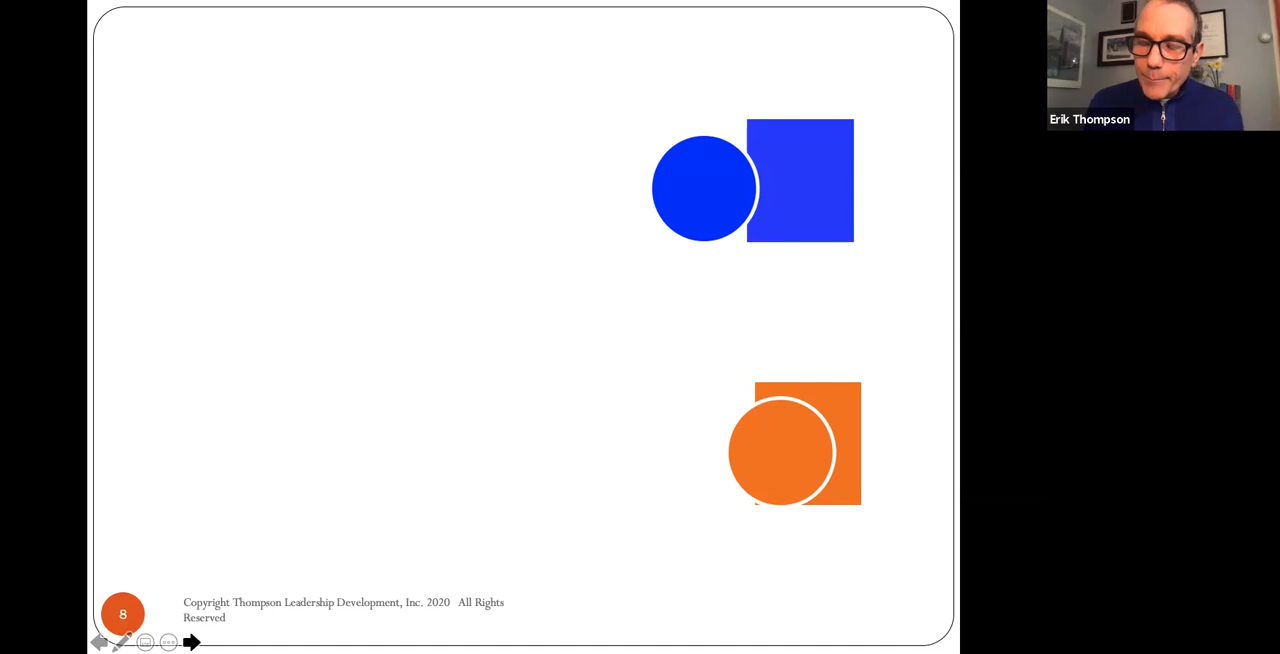 Erik Thompson
8
Copyright Thompson Leadership Development, Inc. 2020 All Rights
Reserved